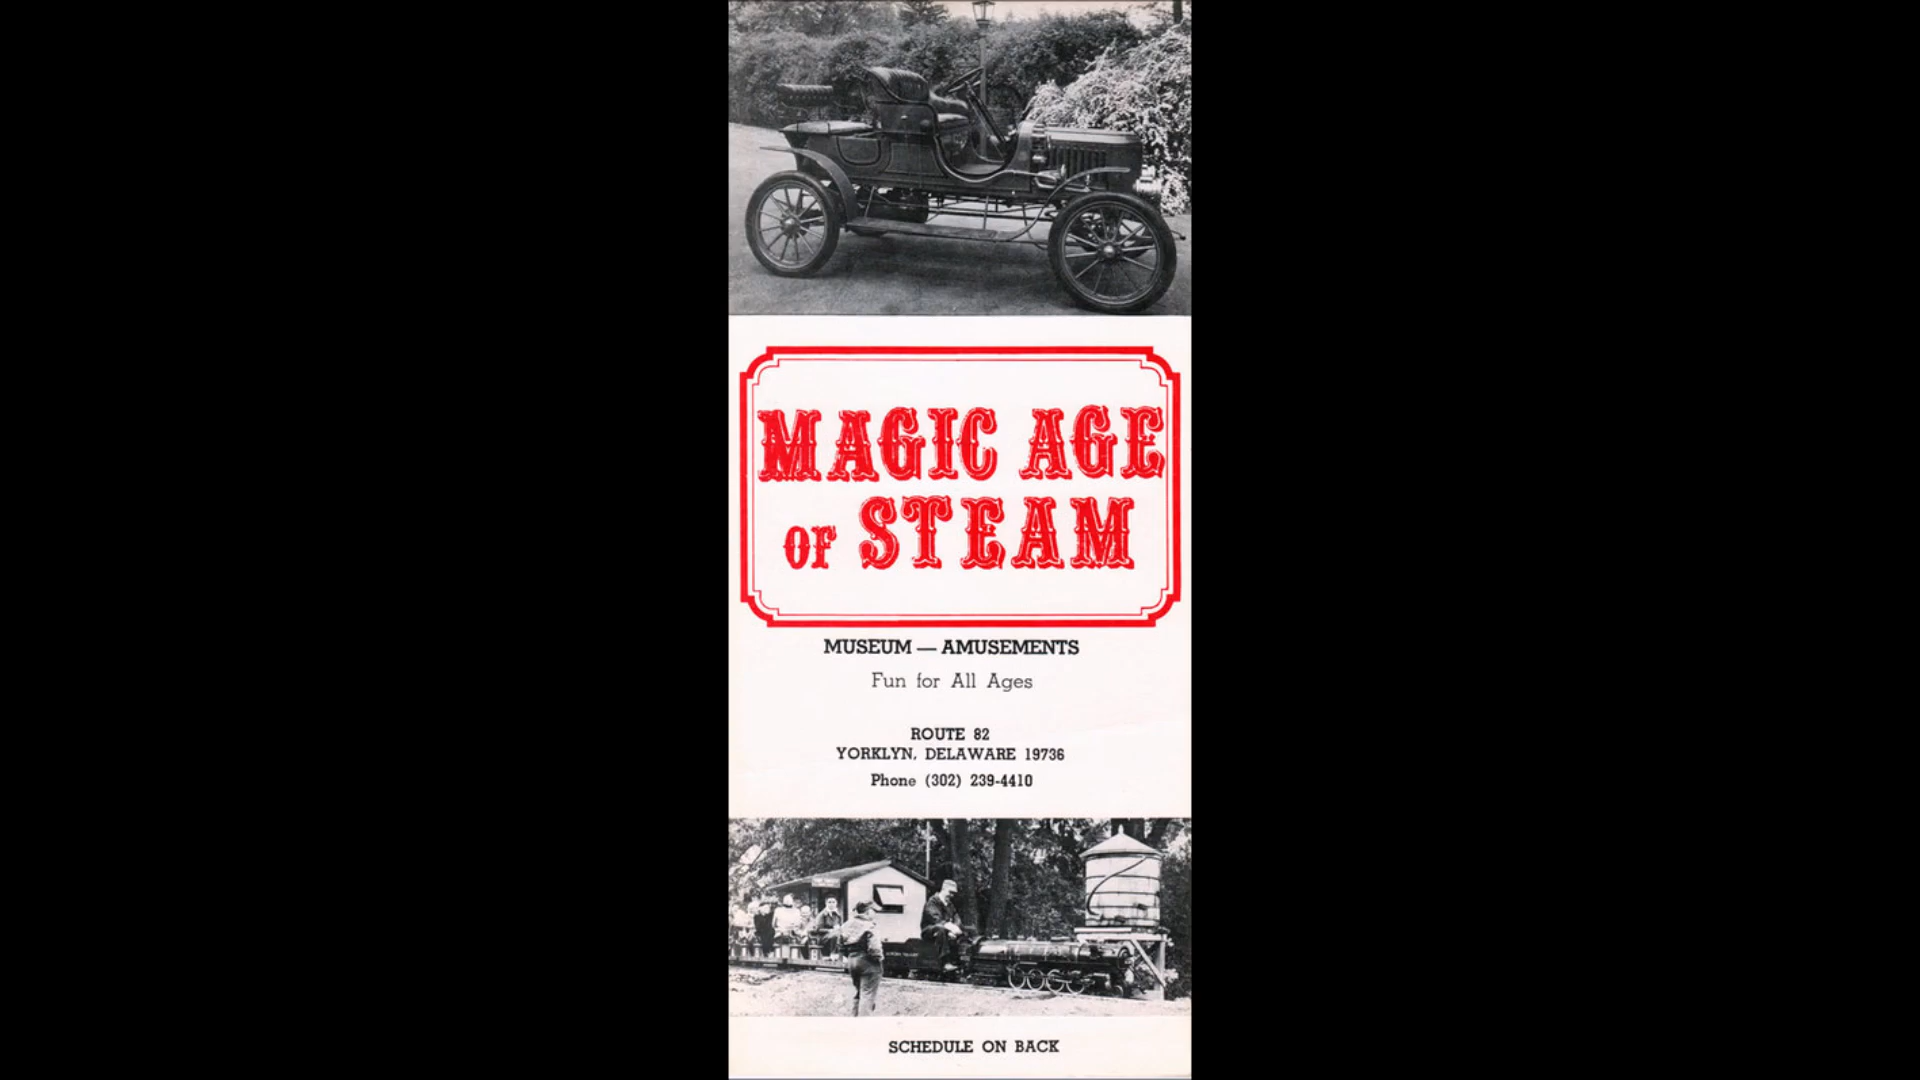 MAGIC AGE
OF STEAM
MUSEUM — AMUSEMENTS
Fun for All Ages
ROUTE 82
YORKLYN, DELAWARE 19736
Phone (302) 239-4410
SCHEDULE ON BACK